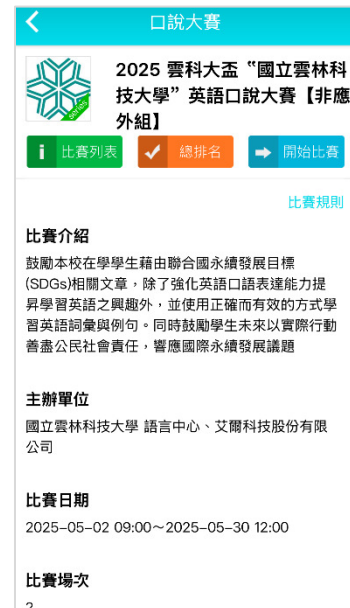 口說大賽
2025 雲科大盃 “國立雲林科
技大學” 英語口說大賽【非應
外組】
series
i 比賽列表
總排名
開始比賽
比賽規則
比賽介紹
鼓勵本校在學學生藉由聯合國永續發展目標
(SDGs)相關文章，除了強化英語口語表達能力提
昇學習英語之興趣外，並使用正確而有效的方式學
習英語詞彙與例句。同時鼓勵學生未來以實際行動
善盡公民社會責任，響應國際永續發展議題
主辦單位
國立雲林科技大學 語言中心、艾爾科技股份有限
公司
比賽日期
2025-05-02 09:00~2025-05-30 12:00
比賽場次
2